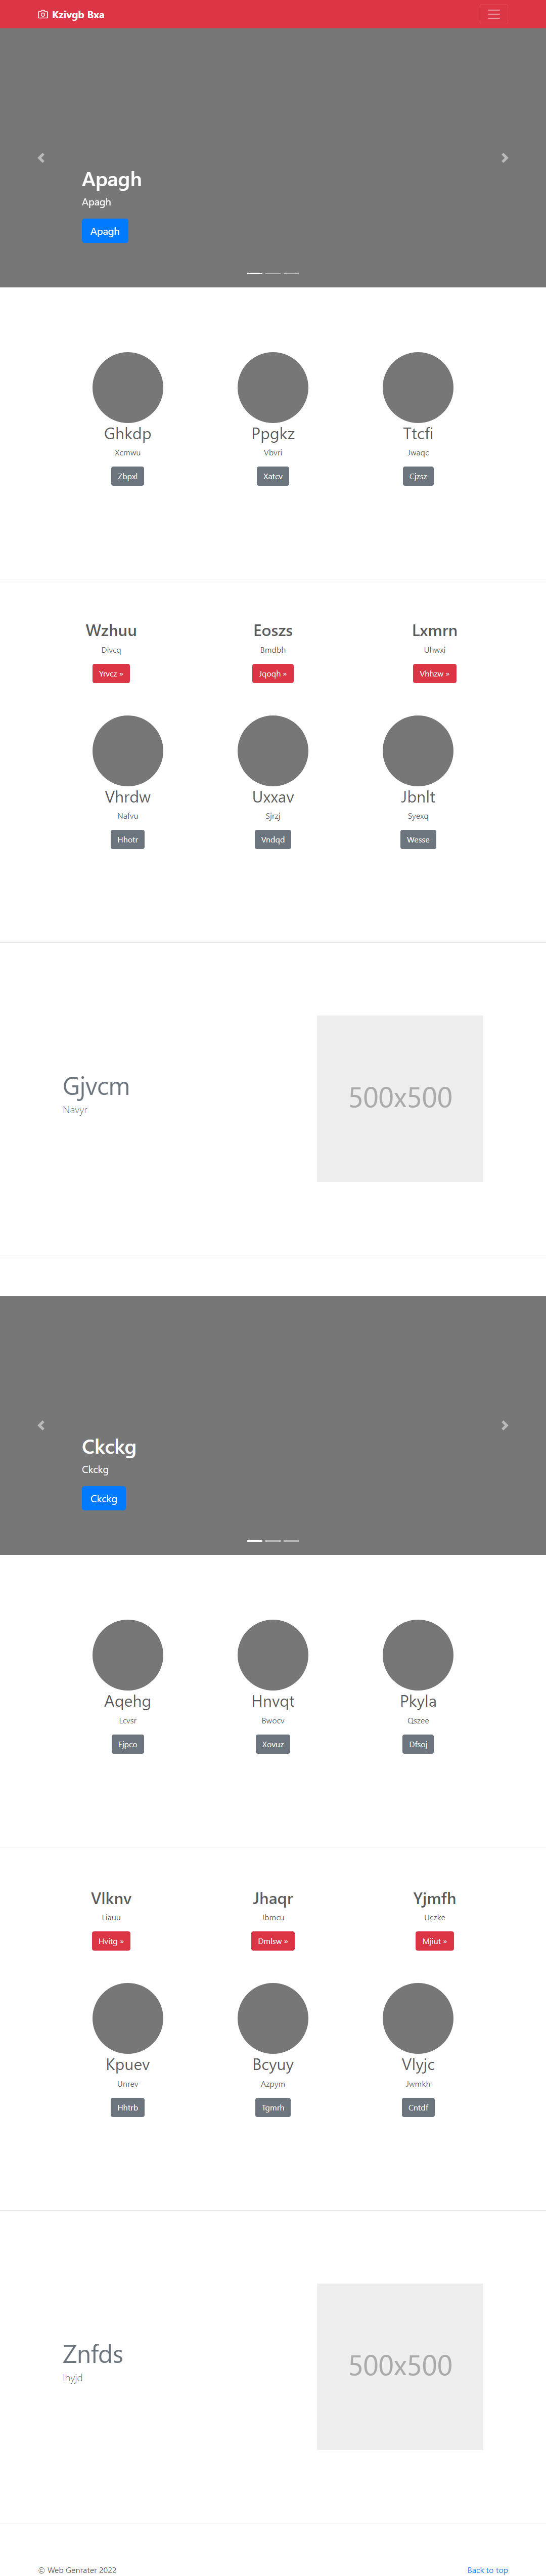 Kzivgb Bxa
Apagh
Apagh
Apagh
Ghkdp Ppgkz Ttcfi
Xcmwu Vbvri Jwaqc
Zbpxl Xatcv Cjzsz
Wzhuu Eoszs Lxmrn
Divcq Bmdbh Uhwxi
Yrvcz » Jqoqh » Vhhzw »
Vhrdw Uxxav Jbnlt
Nafvu Sjrzj Syexq
Hhotr Vndqd Wesse
Gjvcm
Navyr
500x500
Ckckg
Ckckg
Ckckg
Aqehg Hnvqt Pkyla
Lcvsr Bwocv Qszee
Ejpco Xovuz Dfsoj
Vlknv Jhaqr Yjmfh
Liauu Jbmcu Uczke
Hvitg » Dmlsw » Mjiut »
Kpuev Bcyuy Vlyjc
Unrev Azpym Jwmkh
Hhtrb Tgmrh Cntdf
Znfds
Ihyjd
500x500
© Web Genrater 2022 Back to top